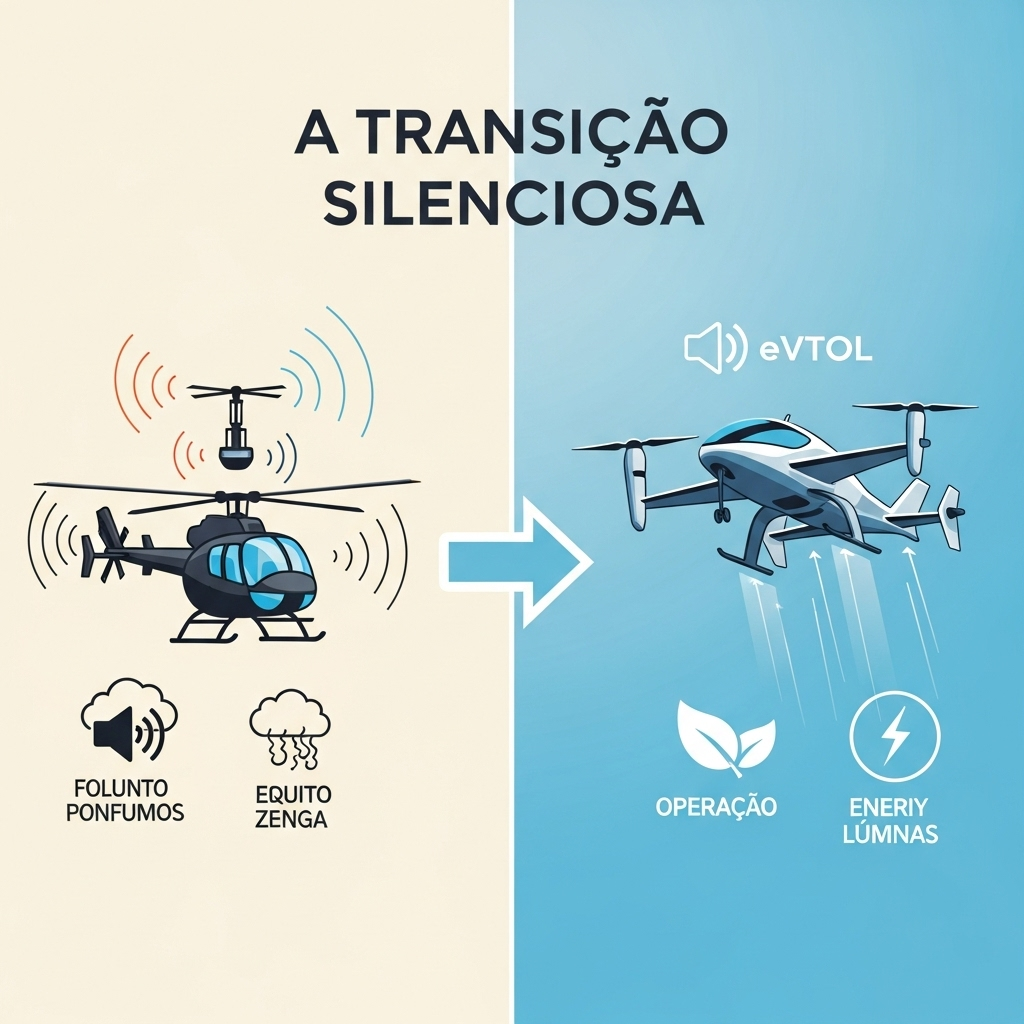 A TRANSIÇÃO
SILENCIOSA
eVTOL
FOLUNTO
PONFUMOS
EQUITO
ZENGA
OPERAÇÃO
ENERIY
LÚMNAS